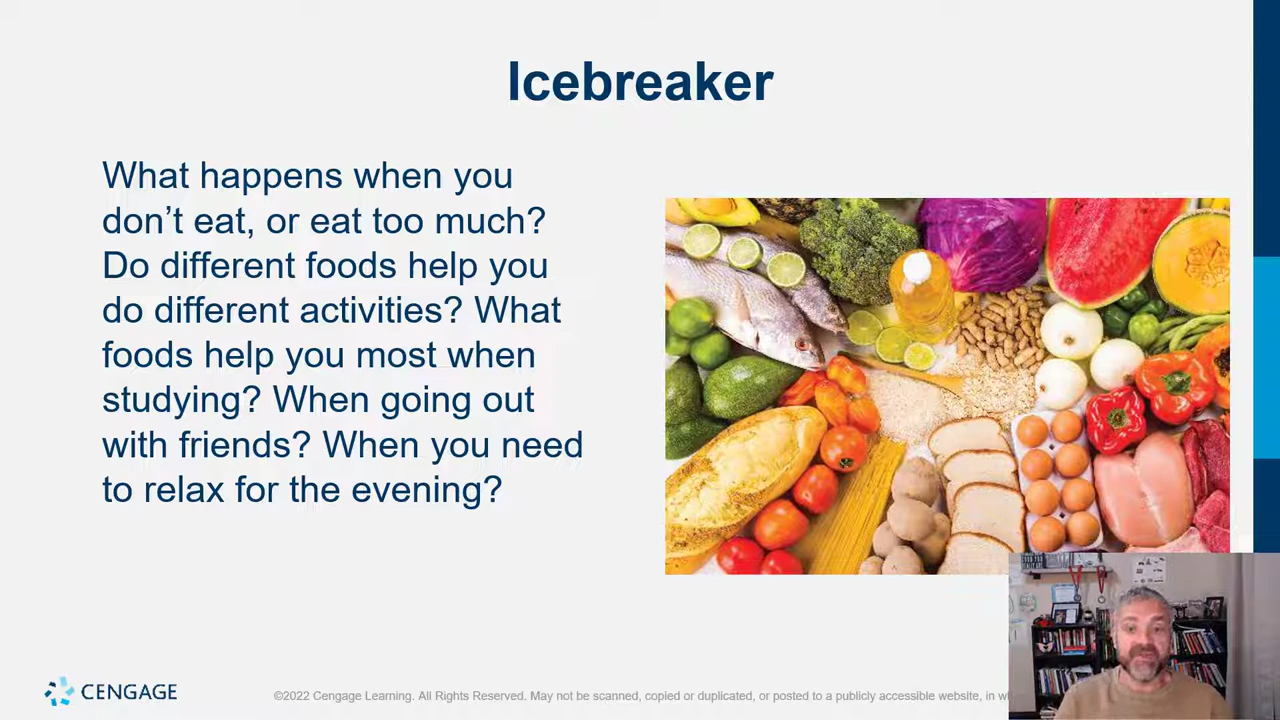 Icebreaker
What happens when you
don’t eat, or eat too much?
Do different foods help you
do different activities? What
foods help you most when
studying? When going out
with friends? When you need
to relax for the evening?
CENGAGE
©2022 Cengage Learning. All Rights Reserved. May not be scanned, copied or duplicated, or posted to a publicly accessible website, in